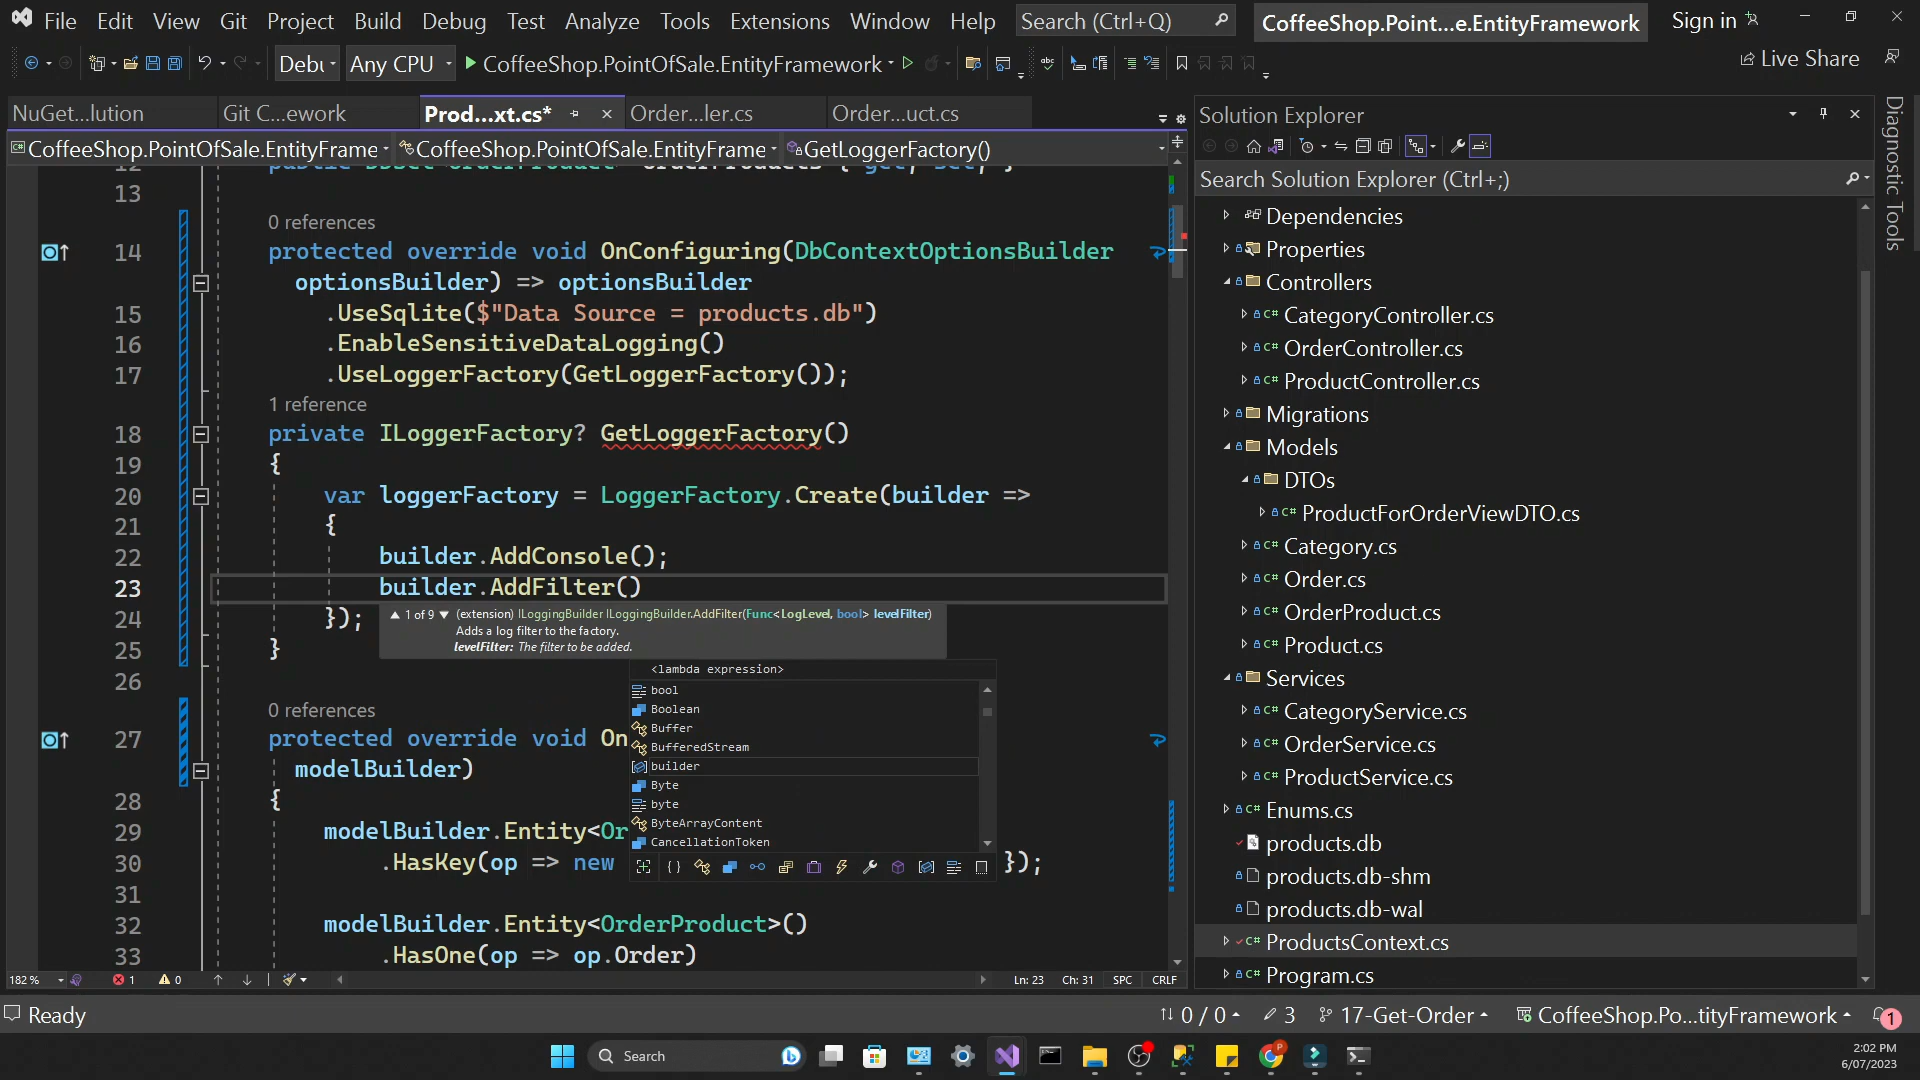 File Edit View Git Project Build Debug Test Analyze Tools Extensions Window Help Search (Ctrl+Q) CoffeeShop.Point...e.EntityFramework Sign in
Debu Any CPU CoffeeShop.PointOfSale.EntityFramework Live Share
NuGet...lution Git C...ework Prod...xt.cs* Order...ler.cs Order...uct.cs
CoffeeShop.PointOfSale.EntityFrame CoffeeShop.PointOfSale.EntityFrame GetLoggerFactory()
12 public DbSet<OrderProduct> OrderProducts { get; set; }
13
0 references
14 protected override void OnConfiguring(DbContextOptionsBuilder
optionsBuilder) => optionsBuilder
15 .UseSqlite($"Data Source = products.db")
16 .EnableSensitiveDataLogging()
17 .UseLoggerFactory(GetLoggerFactory());
1 reference
18 private ILoggerFactory? GetLoggerFactory()
19 {
20 var loggerFactory = LoggerFactory.Create(builder =>
21 {
22 builder.AddConsole();
23 builder.AddFilter()
24 });
25 }
26
1 of 9 (extension) ILoggingBuilder ILoggingBuilder.AddFilter(Func<LogLevel, bool> levelFilter)
Adds a log filter to the factory.
levelFilter: The filter to be added.
<lambda expression>
bool
Boolean
Buffer
BufferedStream
builder
Byte
byte
ByteArrayContent
CancellationToken
0 references
27 protected override void On
modelBuilder)
28 {
29 modelBuilder.Entity<Or
30 .HasKey(op => new });
31
32 modelBuilder.Entity<OrderProduct>()
33 .HasOne(op => op.Order)
182 % 1 0 Ln: 23 Ch: 31 SPC CRLF
Solution Explorer
Search Solution Explorer (Ctrl+;)
Dependencies
Properties
Controllers
CategoryController.cs
OrderController.cs
ProductController.cs
Migrations
Models
DTOs
ProductForOrderViewDTO.cs
Category.cs
Order.cs
OrderProduct.cs
Product.cs
Services
CategoryService.cs
OrderService.cs
ProductService.cs
Enums.cs
products.db
products.db-shm
products.db-wal
ProductsContext.cs
Program.cs
Diagnostic Tools
Ready 0 / 0 3 17-Get-Order CoffeeShop.Po...tityFramework 1
Search
2:02 PM
6/07/2023